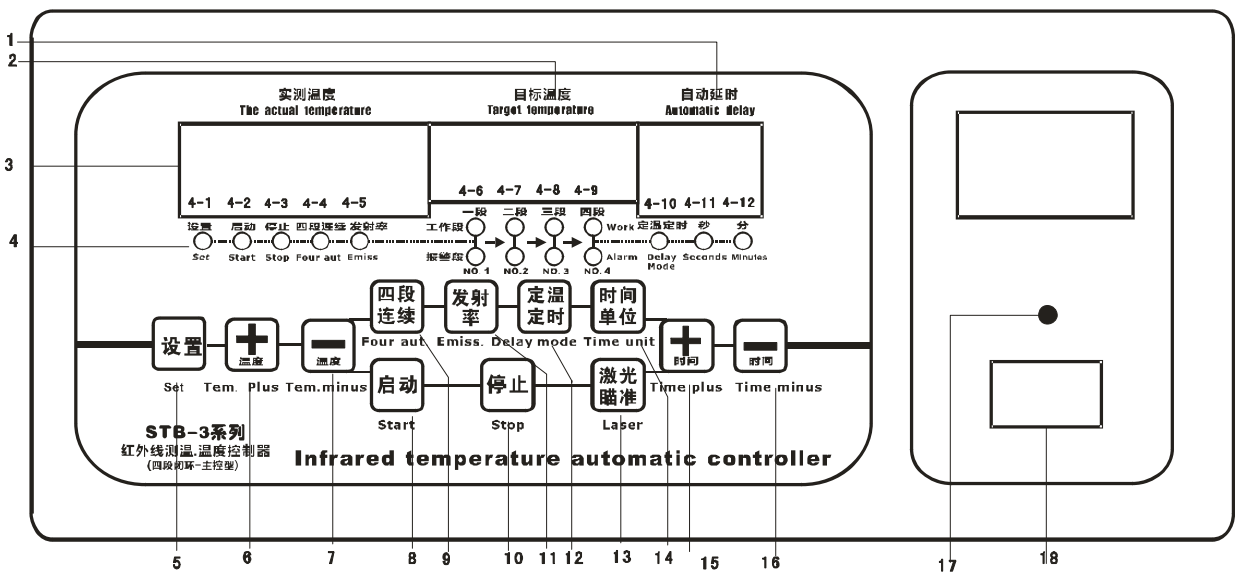 1
2
实测温度 目标温度 自动延时
The actual temperature Target temperature Automatic delay
3
4-1 4-2 4-3 4-4 4-5 4-6 4-7 4-8 4-9 4-10 4-11 4-12
一段 二段 三段 四段
设置 启动 停止 四段连续 发射率 工作段 Work 定温定时 秒 分
4
Set Start Stop Four aut Emiss 报警段 Alarm Delay Mode Seconds Minutes
NO.1 NO.2 NO.3 NO.4
四段连续 发射率 定温定时 时间单位
Four aut Emiss. Delay mode Time unit
设置 + 温度 − 温度 + 时间 − 时间
Set Tem. Plus Tem.minus Time plus Time minus
启动 停止 激光瞄准
Start Stop Laser
STB-3系列
红外线测温.温度控制器
(四段闭环-主控型)
Infrared temperature automatic controller
5 6 7 8 9 10 11 12 13 14 15 16 17 18